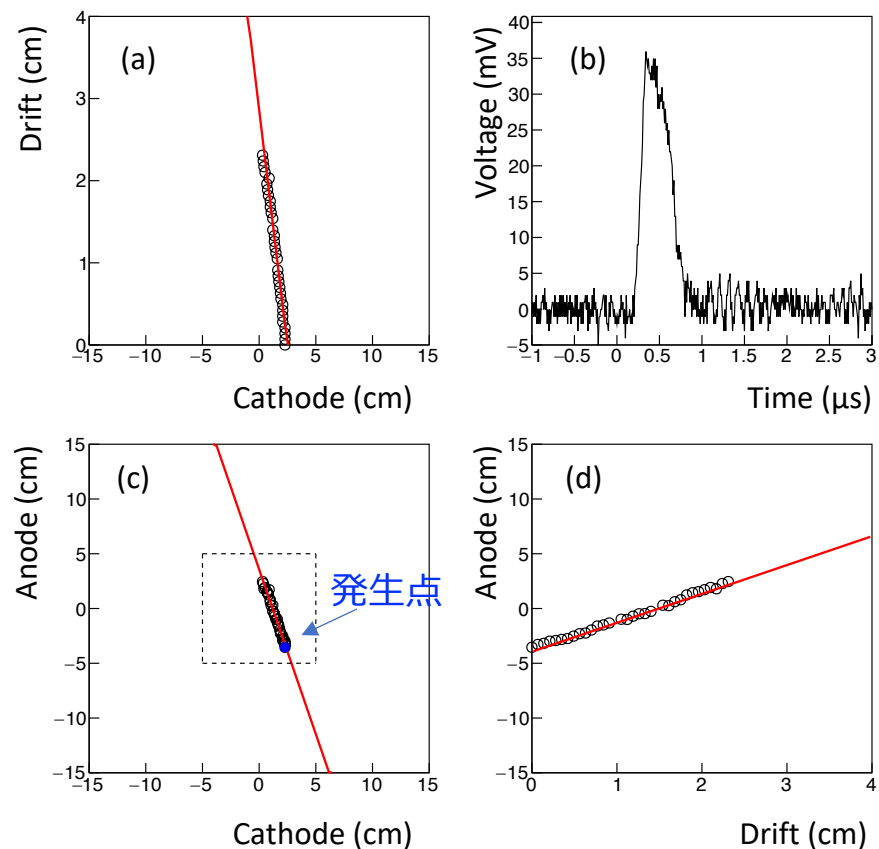 (a)
Drift (cm)
4
3
2
1
0
−15 −10 −5 0 5 10 15
Cathode (cm)
(b)
Voltage (mV)
40
35
30
25
20
15
10
5
0
−5
−1 −0.5 0 0.5 1 1.5 2 2.5 3
Time (μs)
(c)
Anode (cm)
15
10
5
0
−5
−10
−15
発生点
−15 −10 −5 0 5 10 15
Cathode (cm)
(d)
Anode (cm)
15
10
5
0
−5
−10
−15
0 1 2 3 4
Drift (cm)